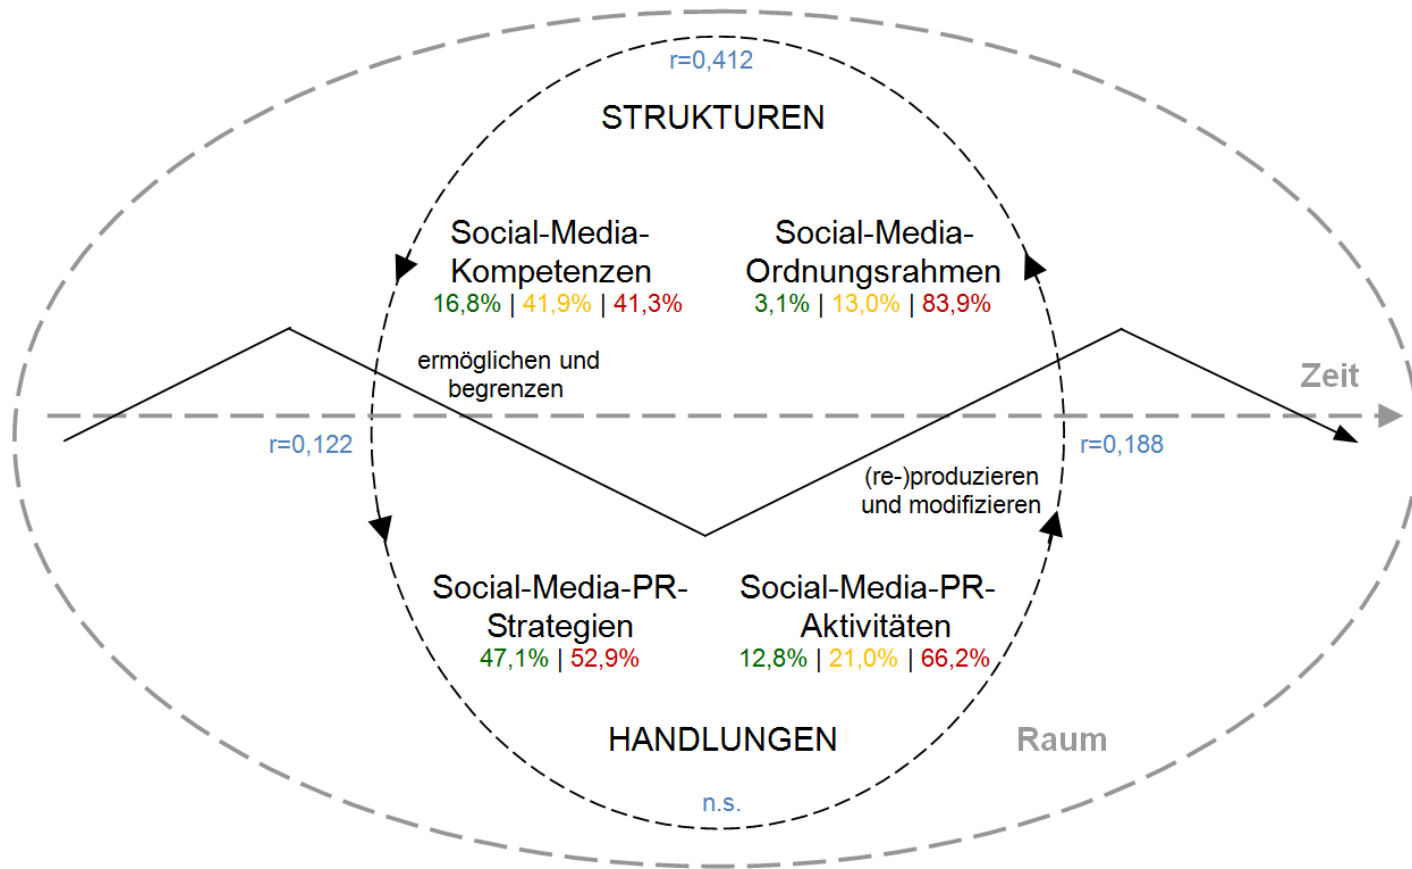 r=0,412
STRUKTUREN
Social-Media-
Kompetenzen
16,8% | 41,9% | 41,3%
Social-Media-
Ordnungsrahmen
3,1% | 13,0% | 83,9%
ermöglichen und
begrenzen
Zeit
r=0,122
r=0,188
(re-)produzieren
und modifizieren
Social-Media-PR-
Strategien
47,1% | 52,9%
Social-Media-PR-
Aktivitäten
12,8% | 21,0% | 66,2%
HANDLUNGEN
Raum
n.s.